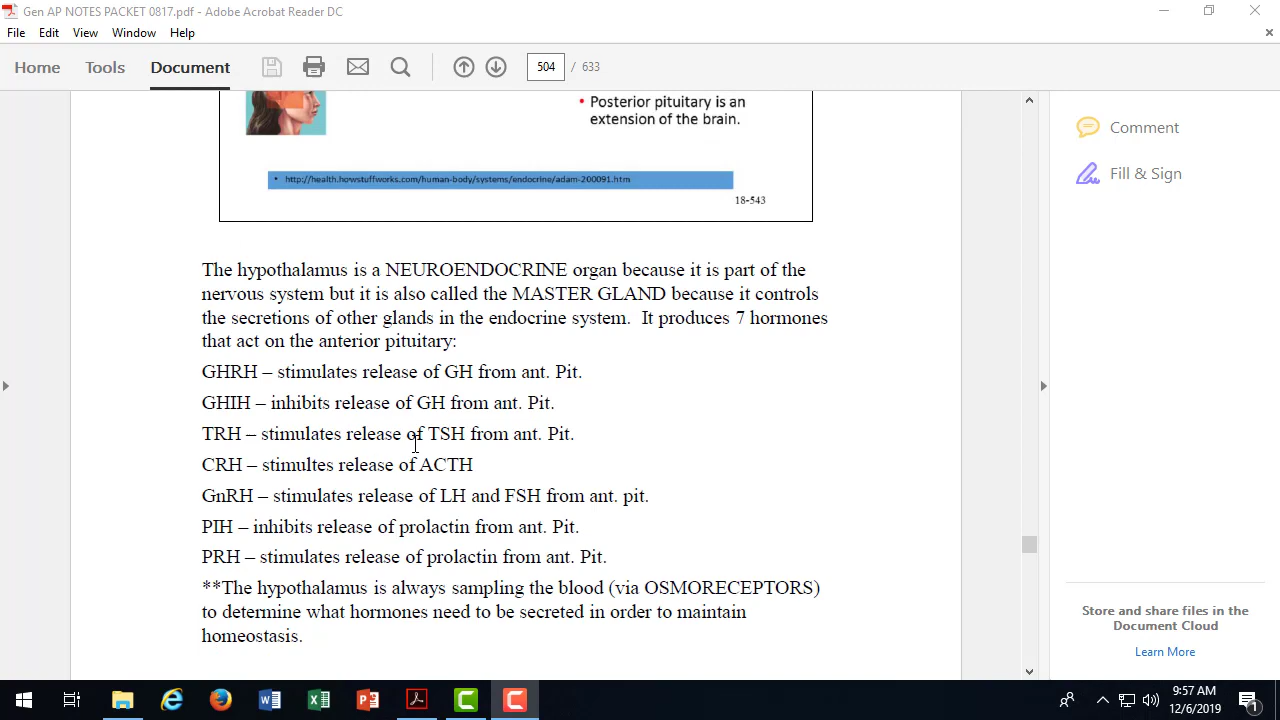 Gen AP NOTES PACKET 0817.pdf - Adobe Acrobat Reader DC
File Edit View Window Help
Home Tools Document 504 / 633
• Posterior pituitary is an
extension of the brain.
• http://health.howstuffworks.com/human-body/systems/endocrine/adam-200091.htm
18-543
The hypothalamus is a NEUROENDOCRINE organ because it is part of the
nervous system but it is also called the MASTER GLAND because it controls
the secretions of other glands in the endocrine system. It produces 7 hormones
that act on the anterior pituitary:
GHRH – stimulates release of GH from ant. Pit.
GHIH – inhibits release of GH from ant. Pit.
TRH – stimulates release of TSH from ant. Pit.
CRH – stimultes release of ACTH
GnRH – stimulates release of LH and FSH from ant. pit.
PIH – inhibits release of prolactin from ant. Pit.
PRH – stimulates release of prolactin from ant. Pit.
**The hypothalamus is always sampling the blood (via OSMORECEPTORS)
to determine what hormones need to be secreted in order to maintain
homeostasis.
Comment
Fill & Sign
Store and share files in the
Document Cloud
Learn More
9:57 AM
12/6/2019
1